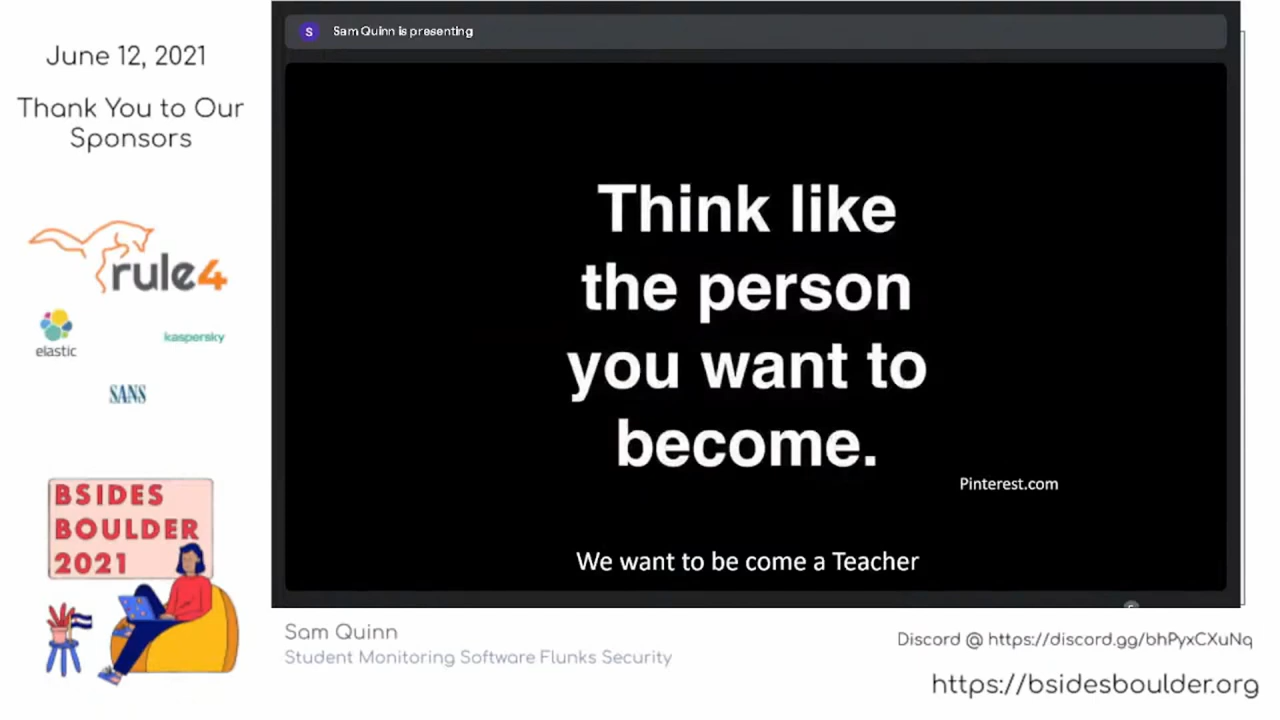 June 12, 2021
Thank You to Our
Sponsors
rule4
elastic
kaspersky
SANS
BSIDES
BOULDER
2021
S
Sam Quinn is presenting
Think like
the person
you want to
become.
Pinterest.com
We want to be come a Teacher
Sam Quinn
Student Monitoring Software Flunks Security
Discord @ https://discord.gg/bhPyxCXuNq
https://bsidesboulder.org